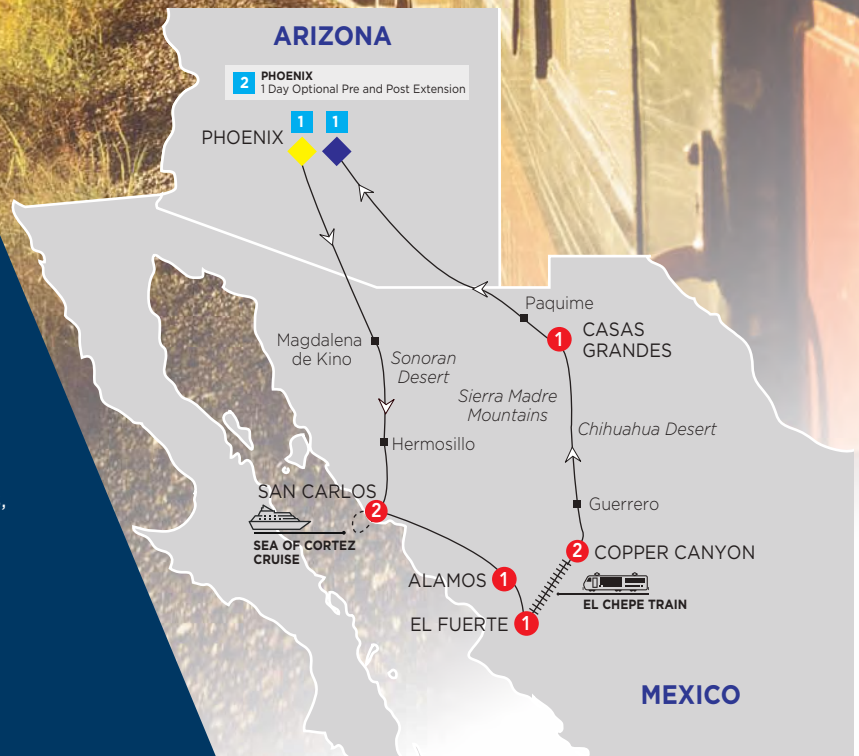 ARIZONA
2 PHOENIX
1 Day Optional Pre and Post Extension
1 1
PHOENIX
Paquime
1 CASAS
GRANDES
Magdalena
de Kino
Sonoran
Desert
Sierra Madre
Mountains
Chihuahua Desert
Hermosillo
SAN CARLOS
2
Guerrero
SEA OF CORTEZ
CRUISE
2 COPPER CANYON
ALAMOS 1
EL CHEPE TRAIN
EL FUERTE 1
MEXICO
,